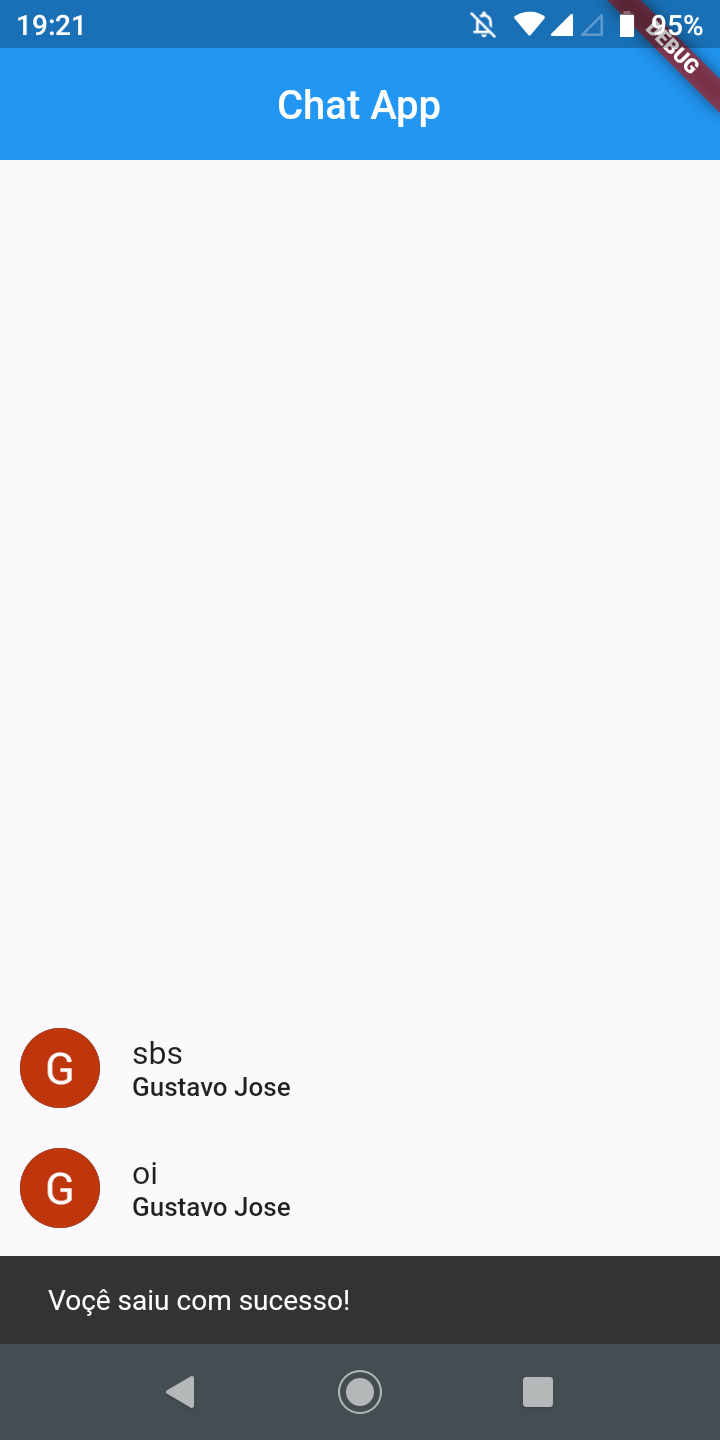 19:21
95%
DEBUG
Chat App
G
sbs
Gustavo Jose
G
oi
Gustavo Jose
Voçê saiu com sucesso!